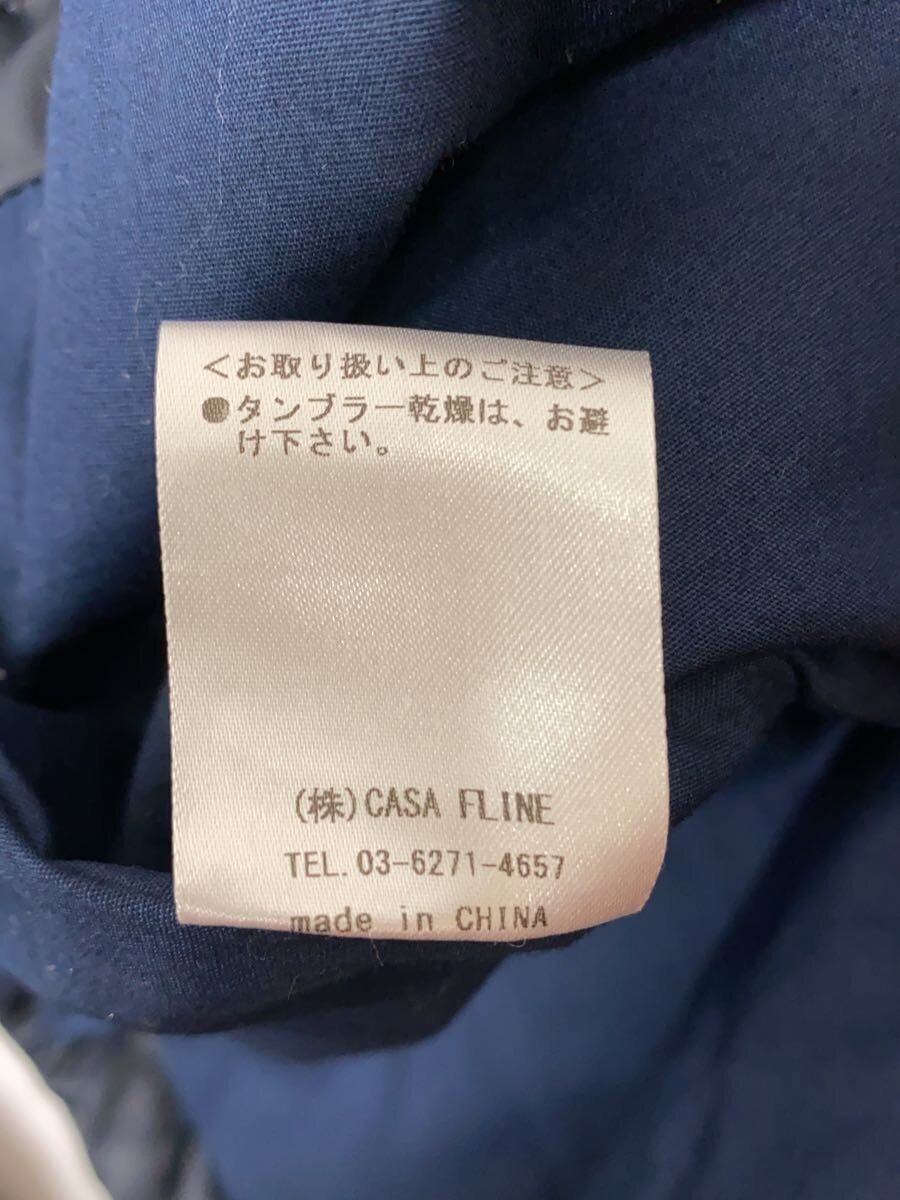 <お取り扱い上のご注意>
●タンブラー乾燥は、お避
け下さい。
(株)CASA FLINE
TEL.03-6271-4657
made in CHINA